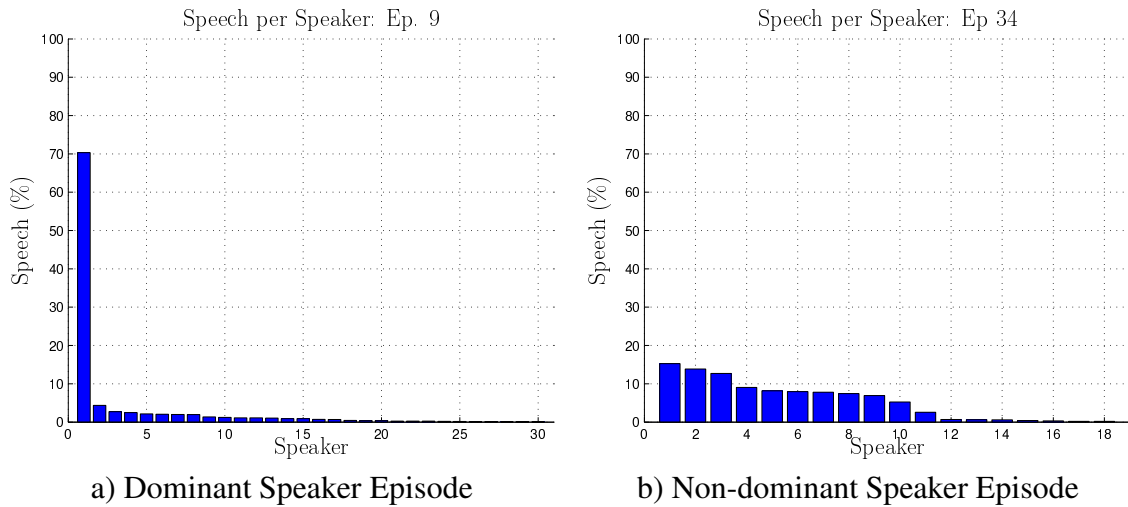 Speech per Speaker: Ep. 9
100
90
80
70
60
50
40
30
20
10
0
Speech (%)
0 5 10 15 20 25 30
Speaker
a) Dominant Speaker Episode
Speech per Speaker: Ep 34
100
90
80
70
60
50
40
30
20
10
0
Speech (%)
0 2 4 6 8 10 12 14 16 18
Speaker
b) Non-dominant Speaker Episode